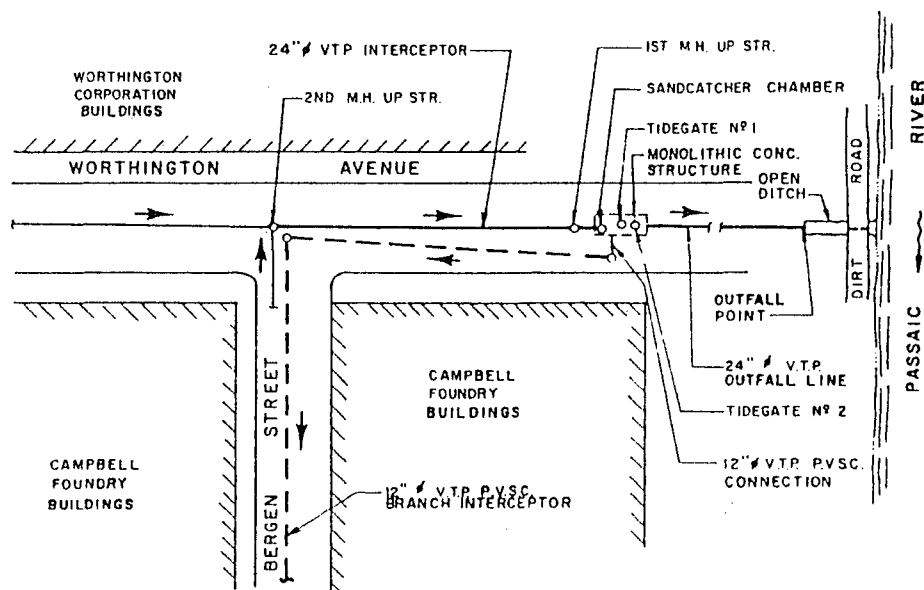 24"ø V.T.P INTERCEPTOR
1ST M.H. UP STR.
WORTHINGTON
CORPORATION
BUILDINGS
2ND M.H. UP STR.
SANDCATCHER CHAMBER
TIDEGATE Nº 1
MONOLITHIC CONC.
STRUCTURE
OPEN
DITCH
WORTHINGTON AVENUE
ROAD
DIRT
RIVER
PASSAIC
OUTFALL
POINT
24"ø V.T.P.
OUTFALL LINE
TIDEGATE Nº 2
12"ø V.T.P. P.V.S.C.
CONNECTION
CAMPBELL
FOUNDRY
BUILDINGS
CAMPBELL
FOUNDRY
BUILDINGS
BERGEN STREET
12"ø V.T.P. P.V.S.C.
BRANCH INTERCEPTOR